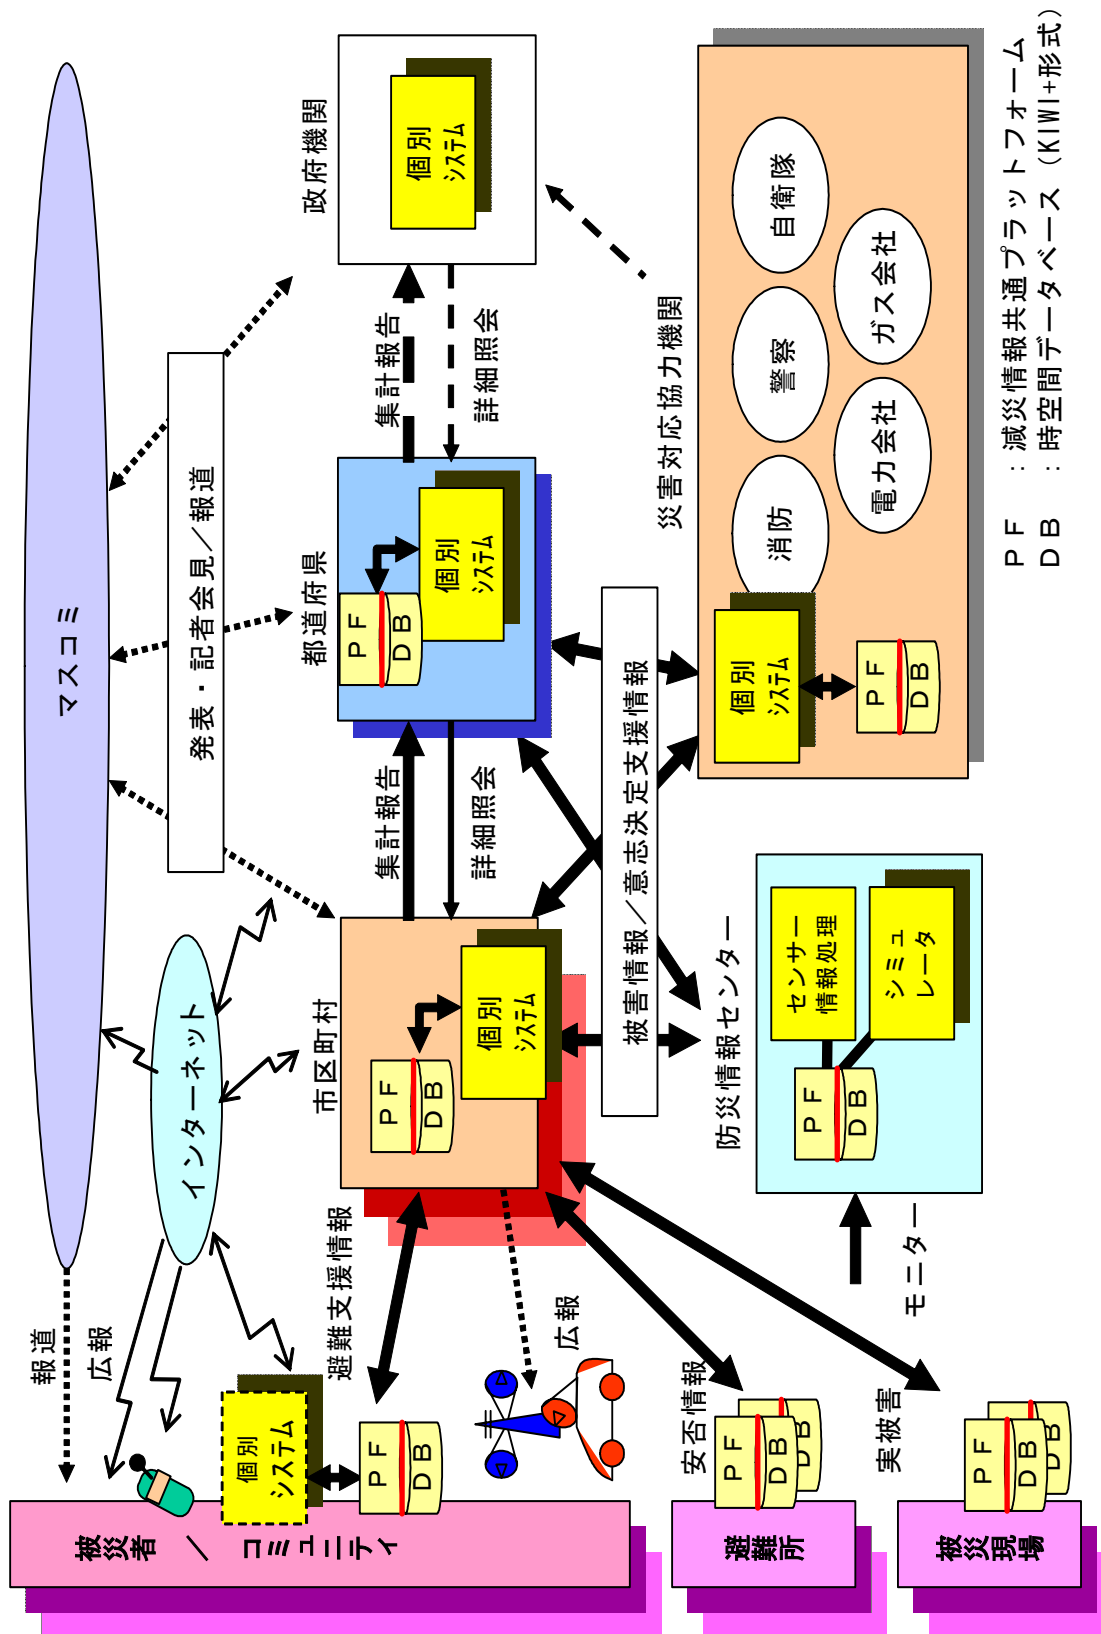 マスコミ
発表・記者会見／報道
インターネット
報道
広報
政府機関
個別
システム
集計報告
詳細照会
都道府県
ＰＦ
ＤＢ
個別
システム
集計報告
詳細照会
市区町村
ＰＦ
ＤＢ
個別
システム
避難支援情報
広報
被害情報／意志決定支援情報
災害対応協力機関
自衛隊
警察
消防
ガス会社
電力会社
個別
システム
ＰＦ
ＤＢ
防災情報センター
センサー
情報処理
シミュ
レータ
ＰＦ
ＤＢ
モニター
安否情報
実被害
個別
システム
ＰＦ
ＤＢ
被災者　／　コミュニティ
ＰＦ
ＤＢ
ＤＢ
避難所
ＰＦ
ＤＢ
ＤＢ
被災現場
ＰＦ　：減災情報共通プラットフォーム
ＤＢ　：時空間データベース（KIWI+形式）